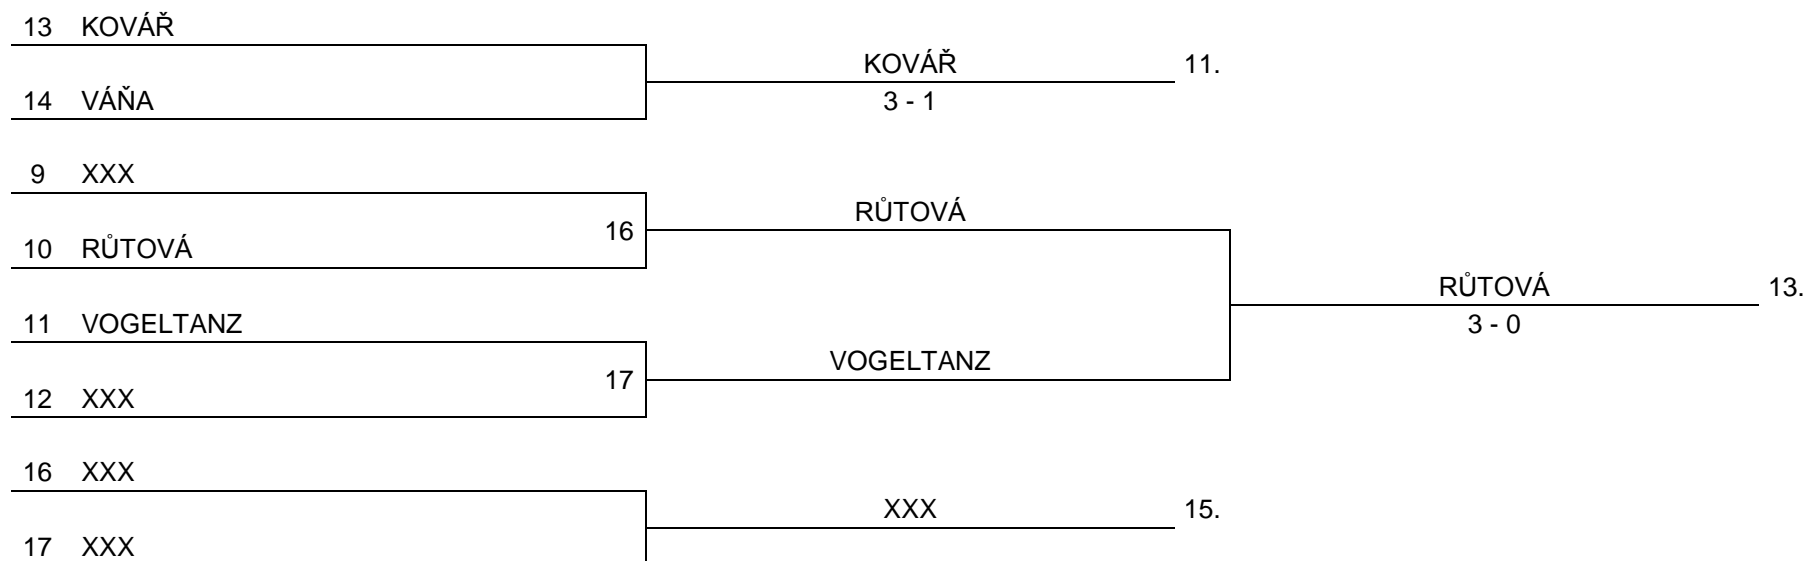 13 KOVÁŘ
KOVÁŘ 11.
14 VÁŇA
3 - 1
9 XXX
RŮTOVÁ
16
10 RŮTOVÁ
RŮTOVÁ 13.
11 VOGELTANZ
3 - 0
VOGELTANZ
17
12 XXX
16 XXX
XXX 15.
17 XXX